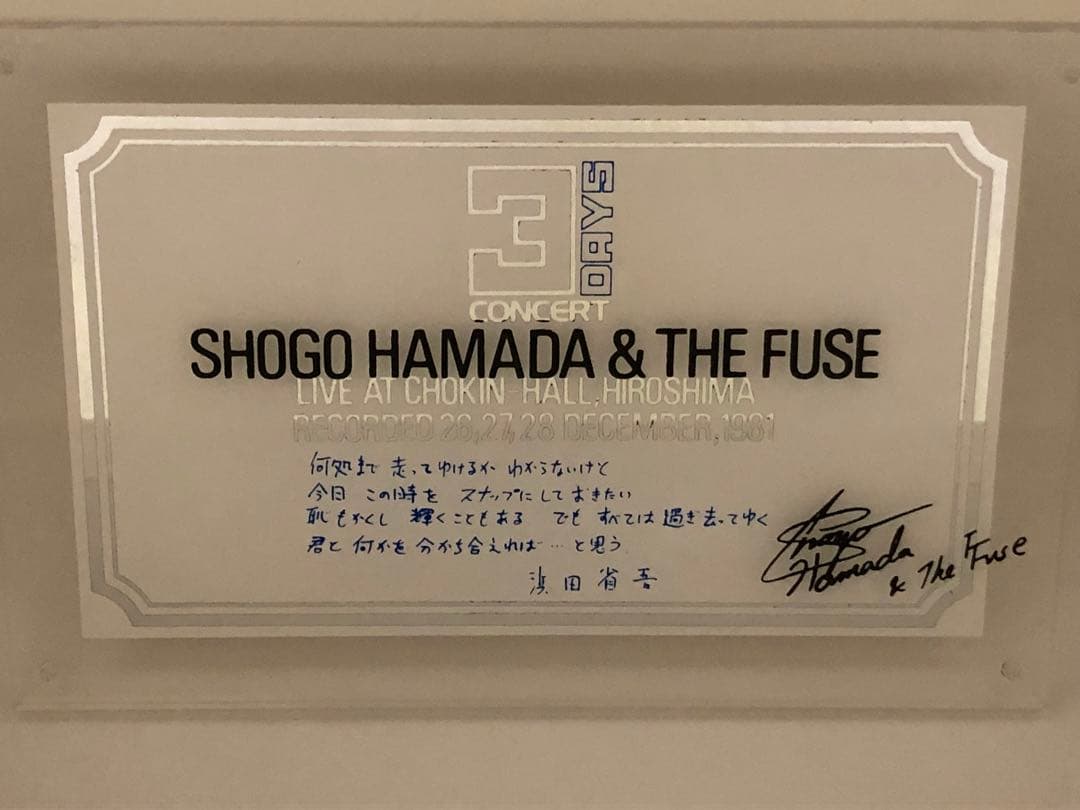 3 DAYS
CONCERT
SHOGO HAMADA & THE FUSE
LIVE AT CHOKIN-HALL, HIROSHIMA
RECORDED 26,27,28 DECEMBER,1981
何処まで 走ってゆけるか わからないけど
今日 この時を スナップにしておきたい
恥もかくし 輝くこともある でも すべては過ぎ去ってゆく
君と 何かを 分かち合えれば… と思う
浜田省吾
Shogo
Hamada
& The Fuse